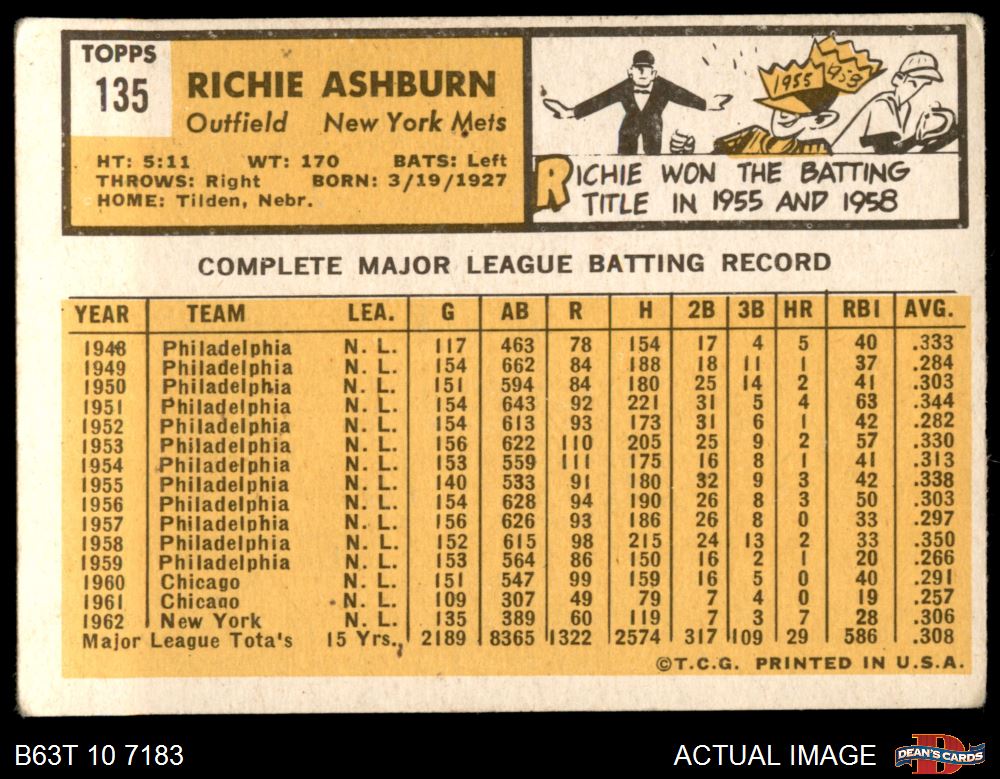 TOPPS
135
RICHIE ASHBURN
Outfield New York Mets
HT: 5:11 WT: 170 BATS: Left
THROWS: Right BORN: 3/19/1927
HOME: Tilden, Nebr.
1955 1958
RICHIE WON THE BATTING
TITLE IN 1955 AND 1958
COMPLETE MAJOR LEAGUE BATTING RECORD
YEAR TEAM LEA. G AB R H 2B 3B HR RBI AVG.
1948 Philadelphia N. L. 117 463 78 154 17 4 5 40 .333
1949 Philadelphia N. L. 154 662 84 188 18 11 1 37 .284
1950 Philadelphia N. L. 151 594 84 180 25 14 2 41 .303
1951 Philadelphia N. L. 154 643 92 221 31 5 4 63 .344
1952 Philadelphia N. L. 154 613 93 173 31 6 1 42 .282
1953 Philadelphia N. L. 156 622 110 205 25 9 2 57 .330
1954 Philadelphia N. L. 153 559 111 175 16 8 1 41 .313
1955 Philadelphia N. L. 140 533 91 180 32 9 3 42 .338
1956 Philadelphia N. L. 154 628 94 190 26 8 3 50 .303
1957 Philadelphia N. L. 156 626 93 186 26 8 0 33 .297
1958 Philadelphia N. L. 152 615 98 215 24 13 2 33 .350
1959 Philadelphia N. L. 153 564 86 150 16 2 1 20 .266
1960 Chicago N. L. 151 547 99 159 16 5 0 40 .291
1961 Chicago N. L. 109 307 49 79 7 4 0 19 .257
1962 New York N. L. 135 389 60 119 7 3 7 28 .306
Major League Tota's 15 Yrs. 2189 8365 1322 2574 317 109 29 586 .308
©T.C.G. PRINTED IN U.S.A.
B63T 10 7183 ACTUAL IMAGE DEAN'S CARDS